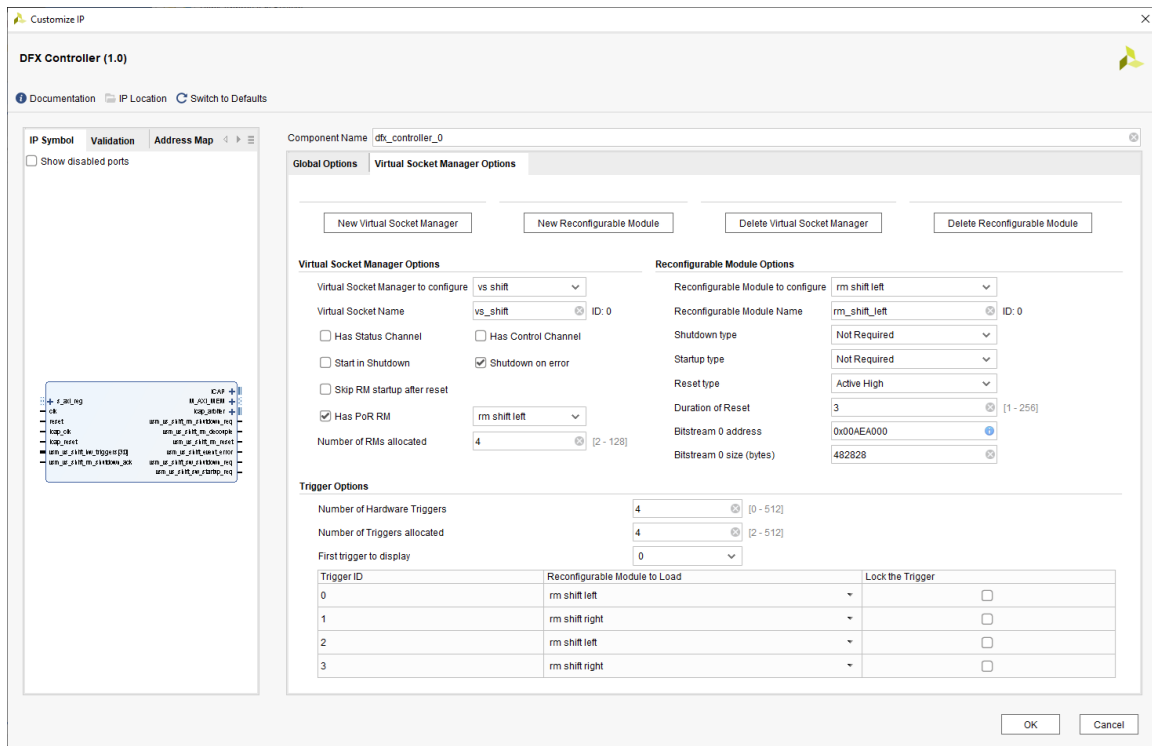 Customize IP
DFX Controller (1.0)
Documentation IP Location Switch to Defaults
IP Symbol Validation Address Map
Show disabled ports
Component Name dfx_controller_0
Global Options Virtual Socket Manager Options
New Virtual Socket Manager New Reconfigurable Module Delete Virtual Socket Manager Delete Reconfigurable Module
Virtual Socket Manager Options Reconfigurable Module Options
Virtual Socket Manager to configure vs shift Reconfigurable Module to configure rm shift left
Virtual Socket Name vs_shift ID: 0 Reconfigurable Module Name rm_shift_left ID: 0
Has Status Channel Has Control Channel Shutdown type Not Required
Start in Shutdown Shutdown on error Startup type Not Required
Skip RM startup after reset Reset type Active High
Has PoR RM rm shift left Duration of Reset 3 [1 - 256]
Number of RMs allocated 4 [2 - 128] Bitstream 0 address 0x00AEA000
Bitstream 0 size (bytes) 482828
ICAP
s_axi_reg M_AXI_MEM
clk icap_arbiter
reset
icap_clk
icap_reset
Trigger Options
Number of Hardware Triggers 4 [0 - 512]
Number of Triggers allocated 4 [2 - 512]
First trigger to display 0
Trigger ID Reconfigurable Module to Load Lock the Trigger
0 rm shift left
1 rm shift right
2 rm shift left
3 rm shift right
OK Cancel